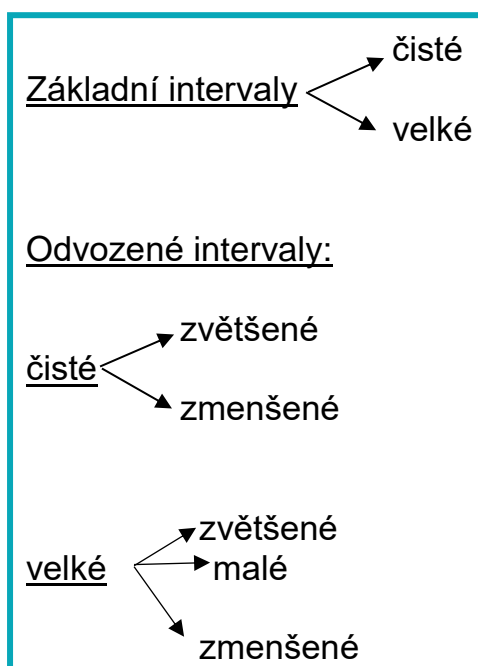 čisté
Základní intervaly
velké
Odvozené intervaly:
zvětšené
čisté
zmenšené
zvětšené
velké
malé
zmenšené